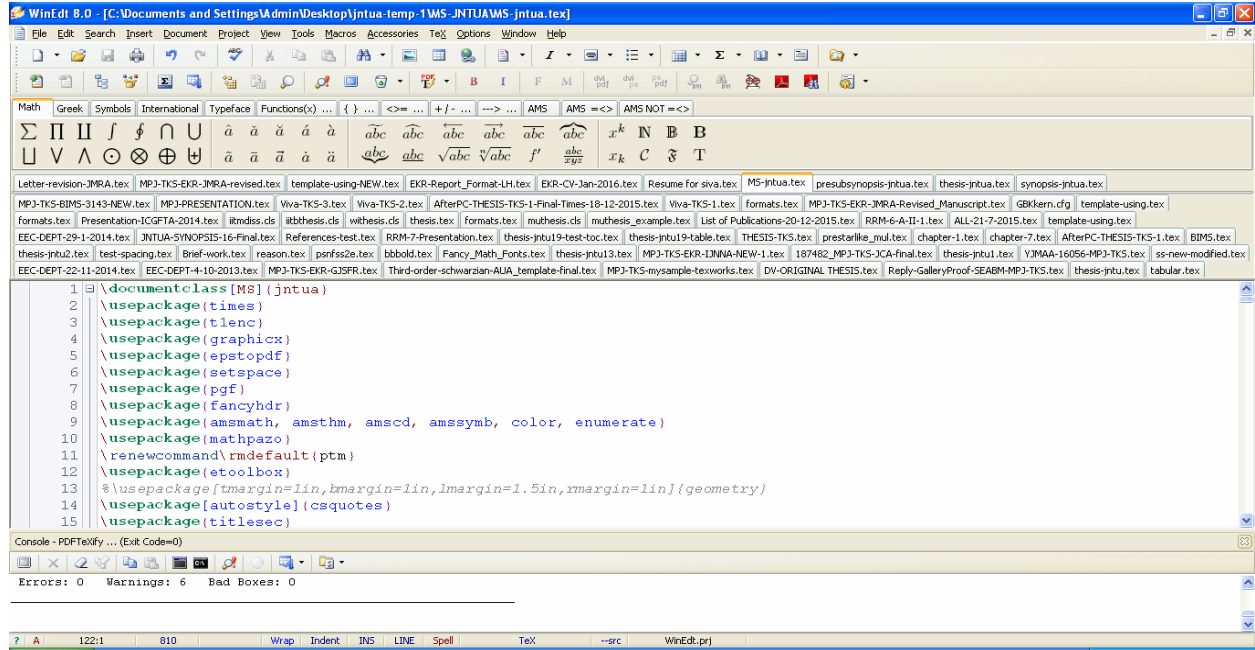 WinEdt 8.0 - [C:\Documents and Settings\Admin\Desktop\jntua-temp-1\MS-JNTUA\MS-jntua.tex]
File Edit Search Insert Document Project View Tools Macros Accessories TeX Options Window Help
Math Greek Symbols International Typeface Functions(x) ... { } ... <>= ... +/-... ---> ... AMS AMS =<> AMS NOT =<>
Letter-revision-JMRA.tex MPJ-TKS-EKR-JMRA-revised.tex template-using-NEW.tex EKR-Report_Format-LH.tex EKR-CV-Jan-2016.tex Resume for siva.tex MS-jntua.tex presubsynopsis-jntua.tex thesis-jntua.tex synopsis-jntua.tex
MPJ-TKS-BIMS-3143-NEW.tex MPJ-PRESENTATION.tex Viva-TKS-3.tex Viva-TKS-2.tex AfterPC-THESIS-TKS-1-Final-Times-18-12-2015.tex Viva-TKS-1.tex formats.tex MPJ-TKS-EKR-JMRA-Revised_Manuscript.tex GBKkern.cfg template-using.tex
formats.tex Presentation-ICGFTA-2014.tex iitmdiss.cls iitbthesis.cls withesis.cls thesis.tex formats.tex muthesis.cls muthesis_example.tex List of Publications-20-12-2015.tex RRM-6-A-II-1.tex ALL-21-7-2015.tex template-using.tex
EEC-DEPT-29-1-2014.tex JNTUA-SYNOPSIS-16-Final.tex References-test.tex RRM-7-Presentation.tex thesis-jntu19-test-toc.tex thesis-jntu19-table.tex THESIS-TKS.tex prestarlike_mul.tex chapter-1.tex chapter-7.tex AfterPC-THESIS-TKS-1.tex BIMS.tex
thesis-jntu2.tex test-spacing.tex Brief-work.tex reason.tex psnfss2e.tex bbbold.tex Fancy_Math_Fonts.tex thesis-jntu13.tex MPJ-TKS-EKR-IJNNA-NEW-1.tex 187482_MPJ-TKS-JCA-final.tex thesis-jntu1.tex YJMAA-16056-MPJ-TKS.tex ss-new-modified.tex
EEC-DEPT-22-11-2014.tex EEC-DEPT-4-10-2013.tex MPJ-TKS-EKR-GJSFR.tex Third-order-schwarzian-AUA_template-final.tex MPJ-TKS-mysample-texworks.tex DV-ORIGINAL THESIS.tex Reply-GalleryProof-SEABM-MPJ-TKS.tex thesis-jntu.tex tabular.tex
1 \documentclass[MS]{jntua}
2 \usepackage{times}
3 \usepackage{t1enc}
4 \usepackage{graphicx}
5 \usepackage{epstopdf}
6 \usepackage{setspace}
7 \usepackage{pgf}
8 \usepackage{fancyhdr}
9 \usepackage{amsmath, amsthm, amscd, amssymb, color, enumerate}
10 \usepackage{mathpazo}
11 \renewcommand\rmdefault{ptm}
12 \usepackage{etoolbox}
13 %\usepackage[tmargin=1in,bmargin=1in,lmargin=1.5in,rmargin=1in]{geometry}
14 \usepackage[autostyle]{csquotes}
15 \usepackage{titlesec}
Console - PDFTeXify ... (Exit Code=0)
Errors: 0 Warnings: 6 Bad Boxes: 0
? A 122:1 810 Wrap Indent INS LINE Spell TeX --src WinEdt.prj